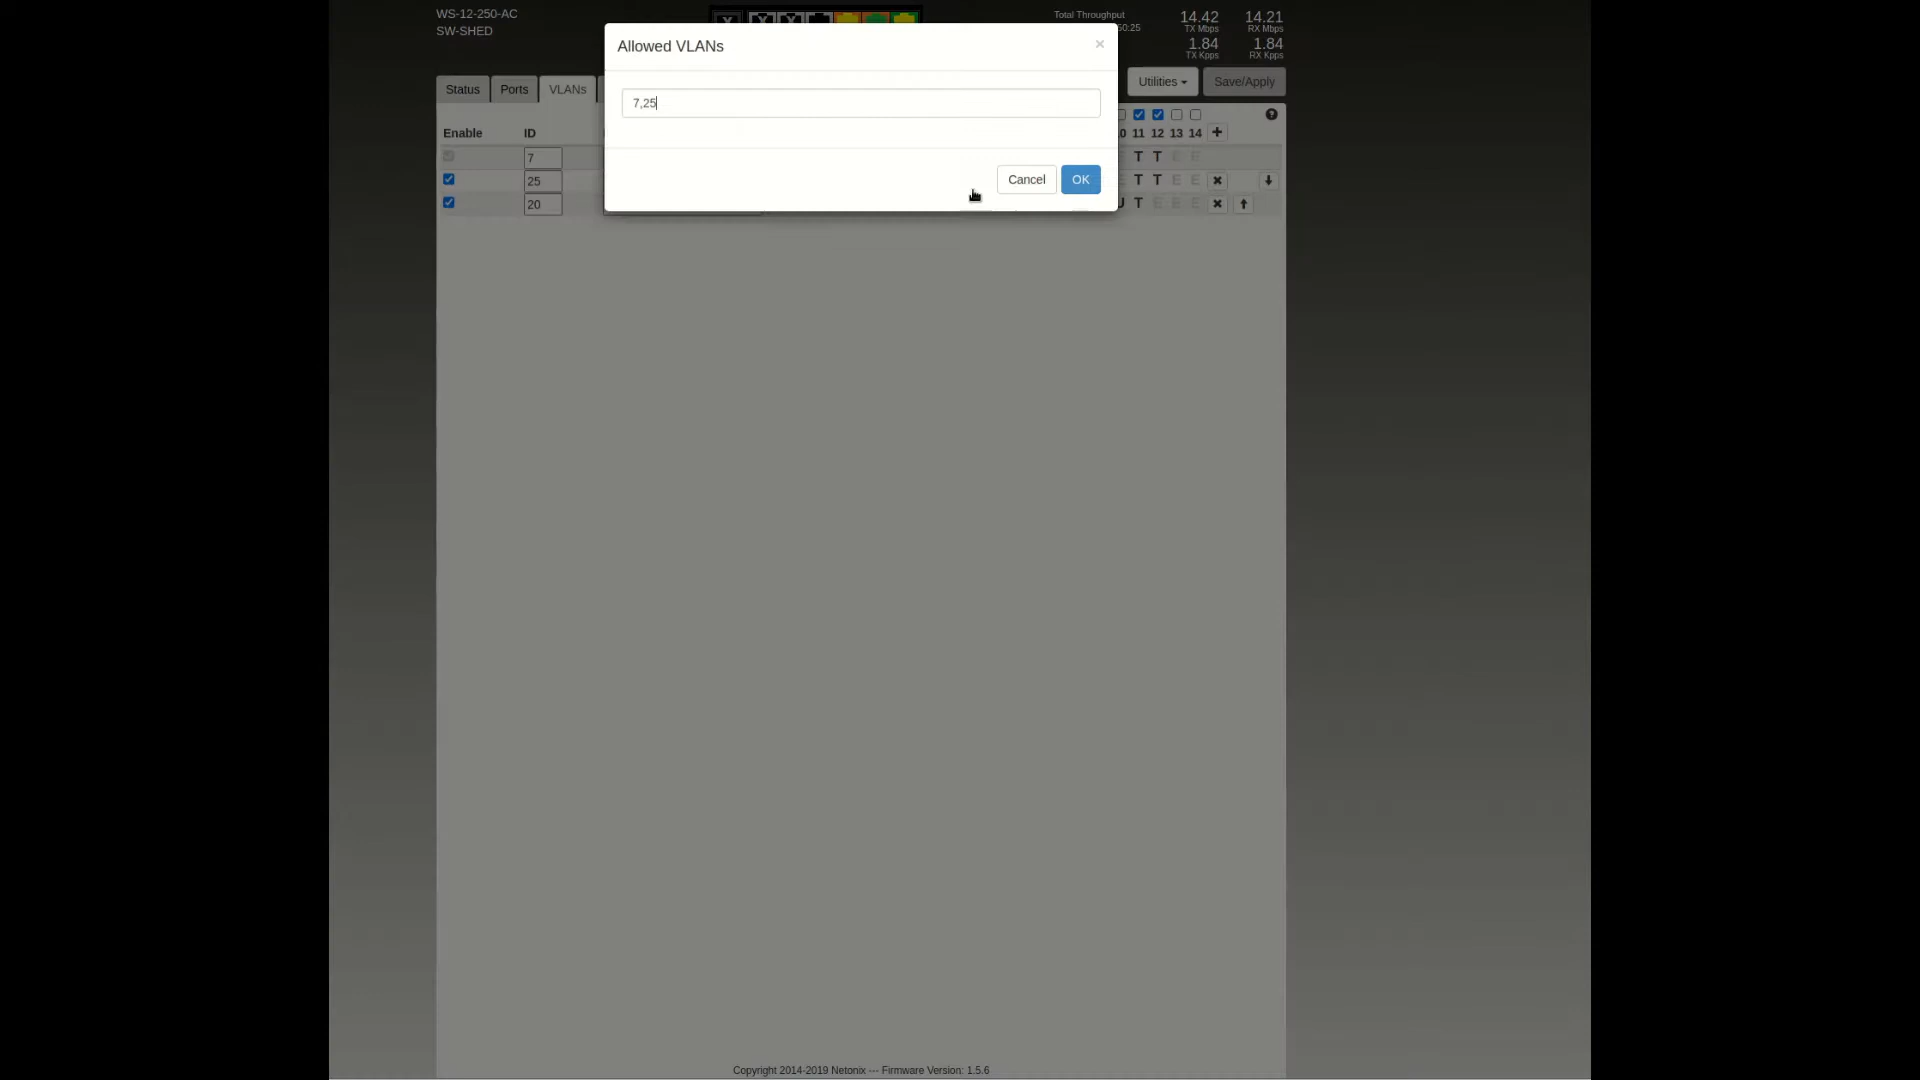 WS-12-250-AC
SW-SHED
Total Throughput
50:25
14.42 14.21
TX Mbps RX Mbps
1.84 1.84
TX Kpps RX Kpps
Allowed VLANs ×
7,25
Cancel OK
Status Ports VLANs Utilities Save/Apply
Enable ID 11 12 13 14
7 T T E E
25 T T E E
20 T E E E
Copyright 2014-2019 Netonix --- Firmware Version: 1.5.6